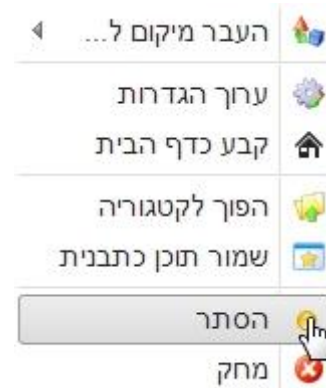 העבר מיקום ל...
ערוך הגדרות
קבע כדף הבית
הפוך לקטגוריה
שמור תוכן כתבנית
הסתר
מחק